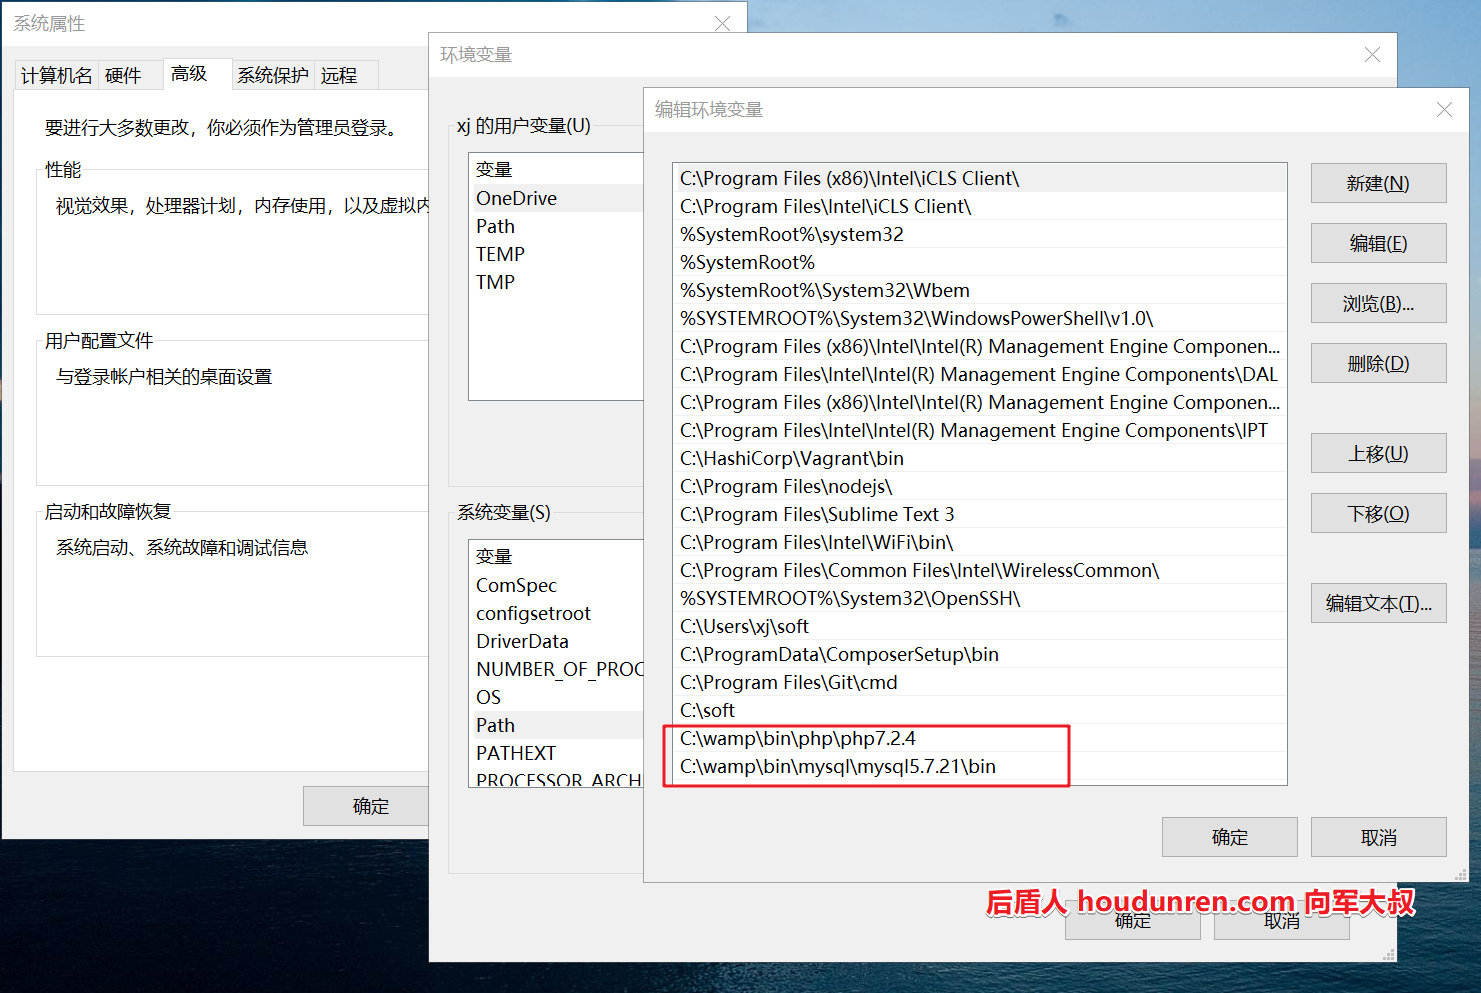 系统属性
计算机名
硬件
高级
系统保护
远程
要进行大多数更改，你必须作为管理员登录。
性能
视觉效果，处理器计划，内存使用，以及虚拟内
用户配置文件
与登录帐户相关的桌面设置
启动和故障恢复
系统启动、系统故障和调试信息
确定
环境变量
xj 的用户变量(U)
变量
OneDrive
Path
TEMP
TMP
系统变量(S)
变量
ComSpec
configsetroot
DriverData
NUMBER_OF_PROC
OS
Path
PATHEXT
PROCESSOR_ARCH
确定
取消
编辑环境变量
C:\Program Files (x86)\Intel\iCLS Client\
C:\Program Files\Intel\iCLS Client\
%SystemRoot%\system32
%SystemRoot%
%SystemRoot%\System32\Wbem
%SYSTEMROOT%\System32\WindowsPowerShell\v1.0\
C:\Program Files (x86)\Intel\Intel(R) Management Engine Componen...
C:\Program Files\Intel\Intel(R) Management Engine Components\DAL
C:\Program Files (x86)\Intel\Intel(R) Management Engine Componen...
C:\Program Files\Intel\Intel(R) Management Engine Components\IPT
C:\HashiCorp\Vagrant\bin
C:\Program Files\nodejs\
C:\Program Files\Sublime Text 3
C:\Program Files\Intel\WiFi\bin\
C:\Program Files\Common Files\Intel\WirelessCommon\
%SYSTEMROOT%\System32\OpenSSH\
C:\Users\xj\soft
C:\ProgramData\ComposerSetup\bin
C:\Program Files\Git\cmd
C:\soft
C:\wamp\bin\php\php7.2.4
C:\wamp\bin\mysql\mysql5.7.21\bin
新建(N)
编辑(E)
浏览(B)...
删除(D)
上移(U)
下移(O)
编辑文本(T)...
确定
取消
后盾人 houdunren.com 向军大叔